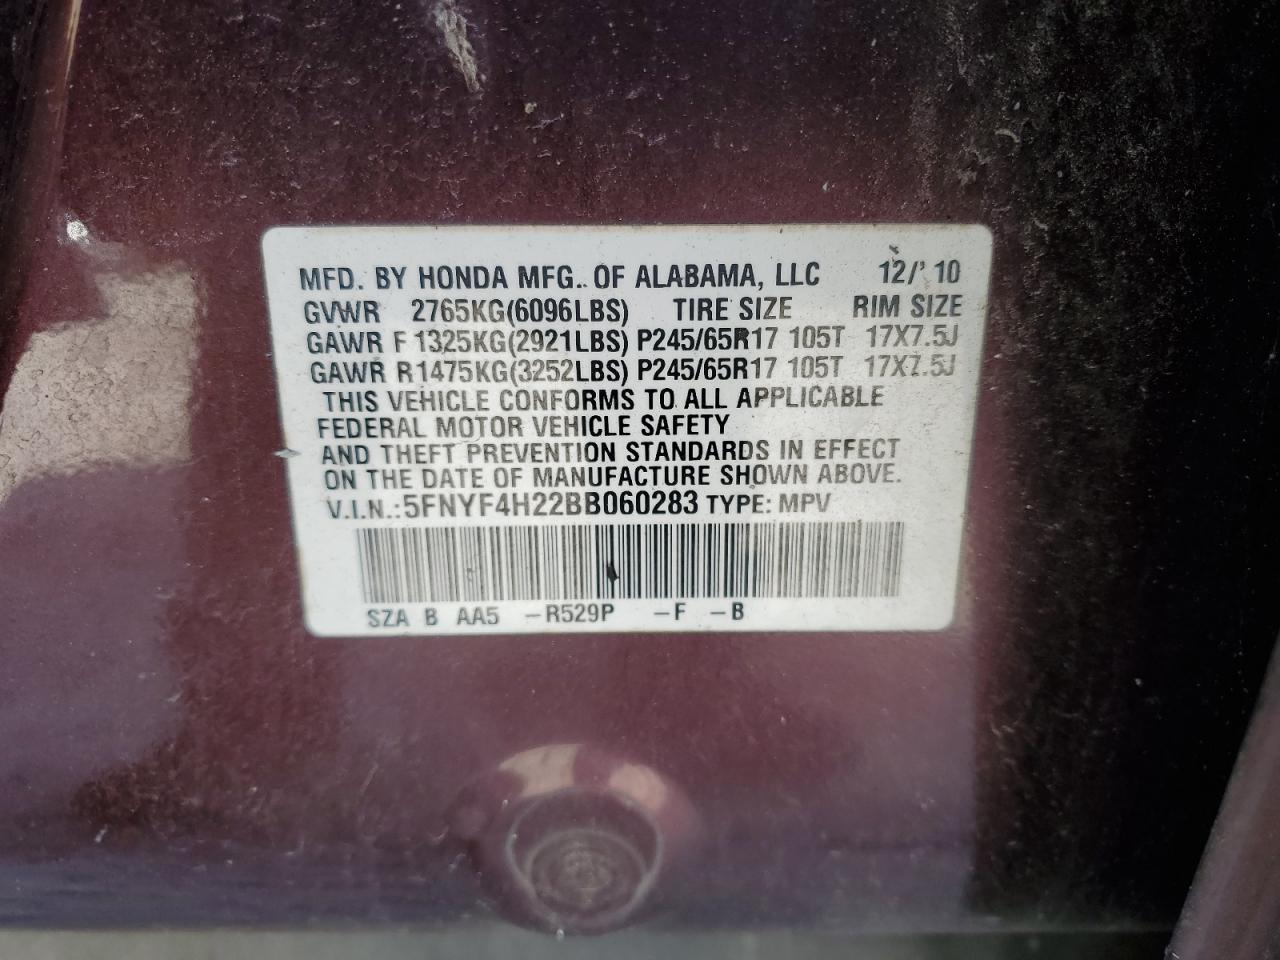 MFD. BY HONDA MFG. OF ALABAMA, LLC 12/'10
GVWR 2765KG(6096LBS) TIRE SIZE RIM SIZE
GAWR F 1325KG(2921LBS) P245/65R17 105T 17X7.5J
GAWR R1475KG(3252LBS) P245/65R17 105T 17X7.5J
THIS VEHICLE CONFORMS TO ALL APPLICABLE
FEDERAL MOTOR VEHICLE SAFETY
AND THEFT PREVENTION STANDARDS IN EFFECT
ON THE DATE OF MANUFACTURE SHOWN ABOVE.
V.I.N.:5FNYF4H22BB060283 TYPE: MPV
SZA B AA5 -R529P -F -B